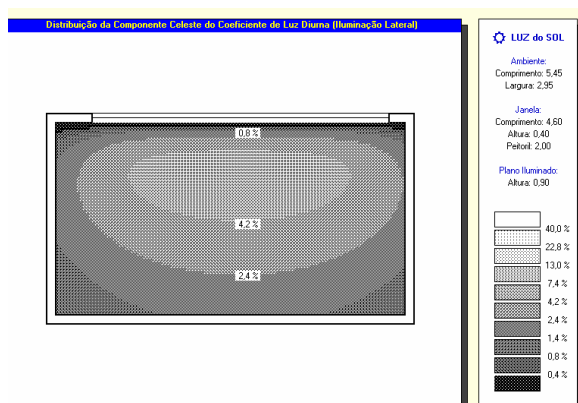 Distribuição da Componente Celeste do Coeficiente de Luz Diurna (Iluminação Lateral)
0,8 %
4,2 %
2,4 %
LUZ do SOL
Ambiente:
Comprimento: 5,45
Largura: 2,95
Janela:
Comprimento: 4,60
Altura: 0,40
Peitoril: 2,00
Plano Iluminado:
Altura: 0,90
40,0 %
22,8 %
13,0 %
7,4 %
4,2 %
2,4 %
1,4 %
0,8 %
0,4 %